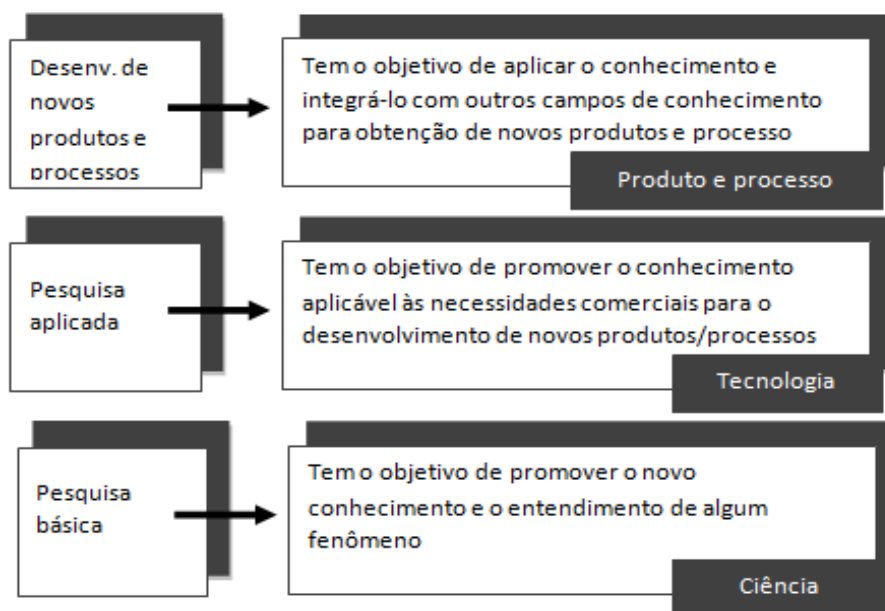 Desenv. de
novos
produtos e
processos
Tem o objetivo de aplicar o conhecimento e
integrá-lo com outros campos de conhecimento
para obtenção de novos produtos e processo
Produto e processo
Pesquisa
aplicada
Tem o objetivo de promover o conhecimento
aplicável às necessidades comerciais para o
desenvolvimento de novos produtos/processos
Tecnologia
Pesquisa
básica
Tem o objetivo de promover o novo
conhecimento e o entendimento de algum
fenômeno
Ciência